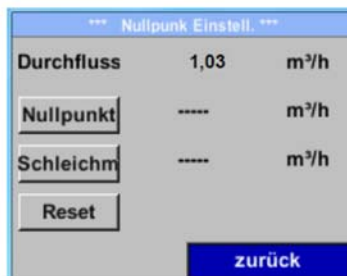 *** Nullpunk Einstell. ***
Durchfluss 1,03 m³/h
Nullpunkt ----- m³/h
Schleichm ----- m³/h
Reset
zurück